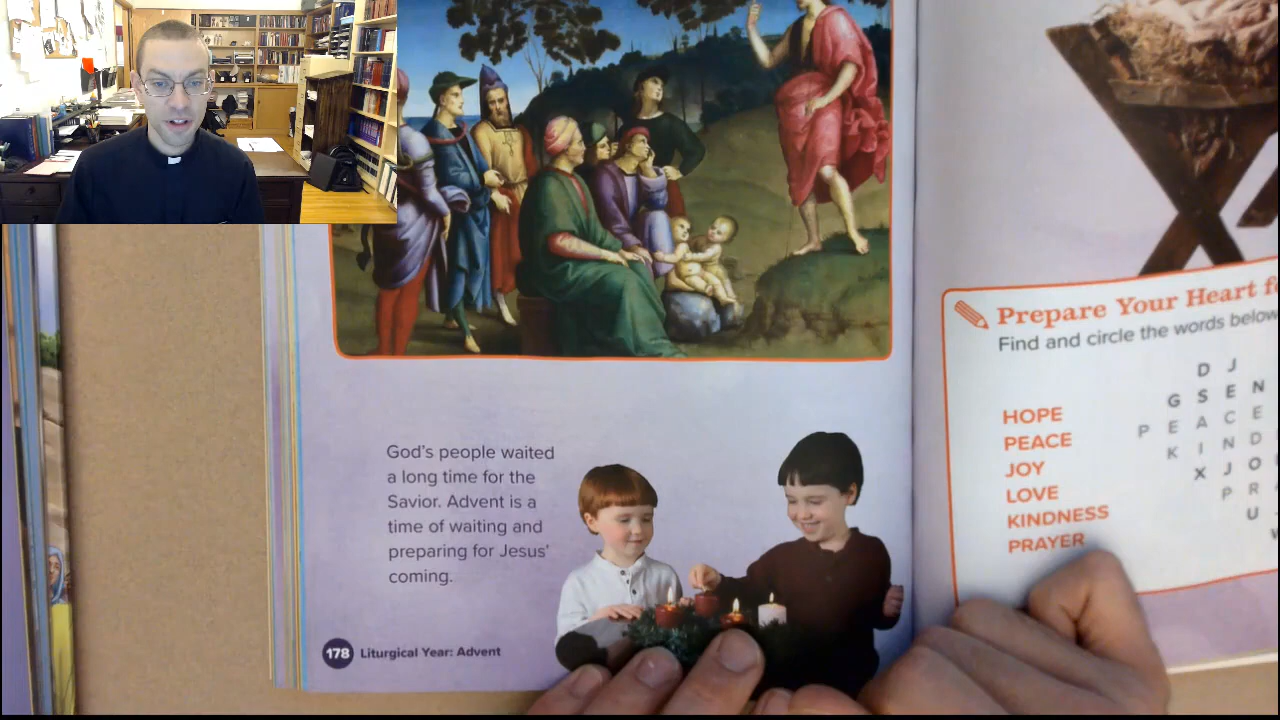 God's people waited
a long time for the
Savior. Advent is a
time of waiting and
preparing for Jesus'
coming.
178 Liturgical Year: Advent
Prepare Your Heart
Find and circle the words below
HOPE
PEACE
JOY
LOVE
KINDNESS
PRAYER
D J
G S E N
P E A C E
K I N D
X J O
P R
U